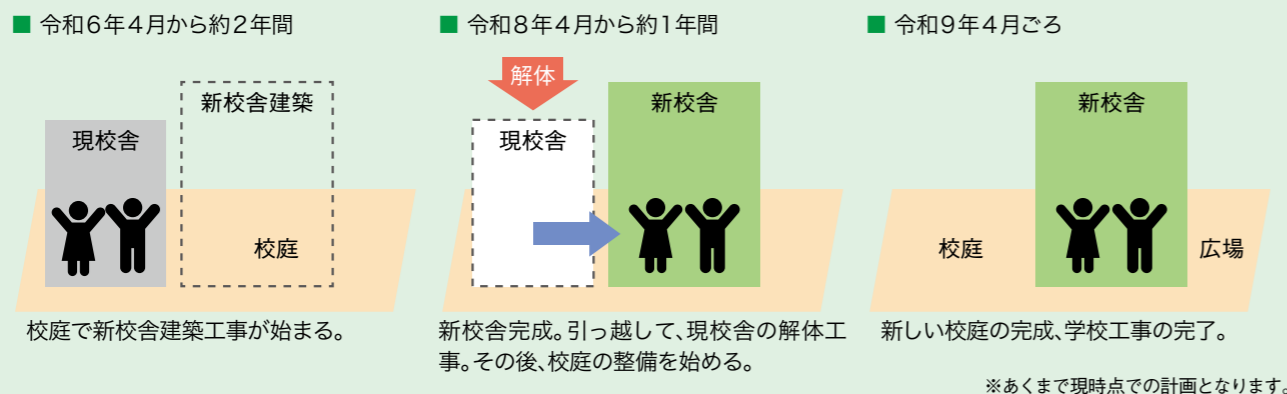 ■ 令和6年4月から約2年間
新校舎建築
現校舎
校庭
校庭で新校舎建築工事が始まる。
■ 令和8年4月から約1年間
解体
新校舎
現校舎
新校舎完成。引っ越して、現校舎の解体工
事。その後、校庭の整備を始める。
■ 令和9年4月ごろ
新校舎
校庭
広場
新しい校庭の完成、学校工事の完了。
※あくまで現時点での計画となります。